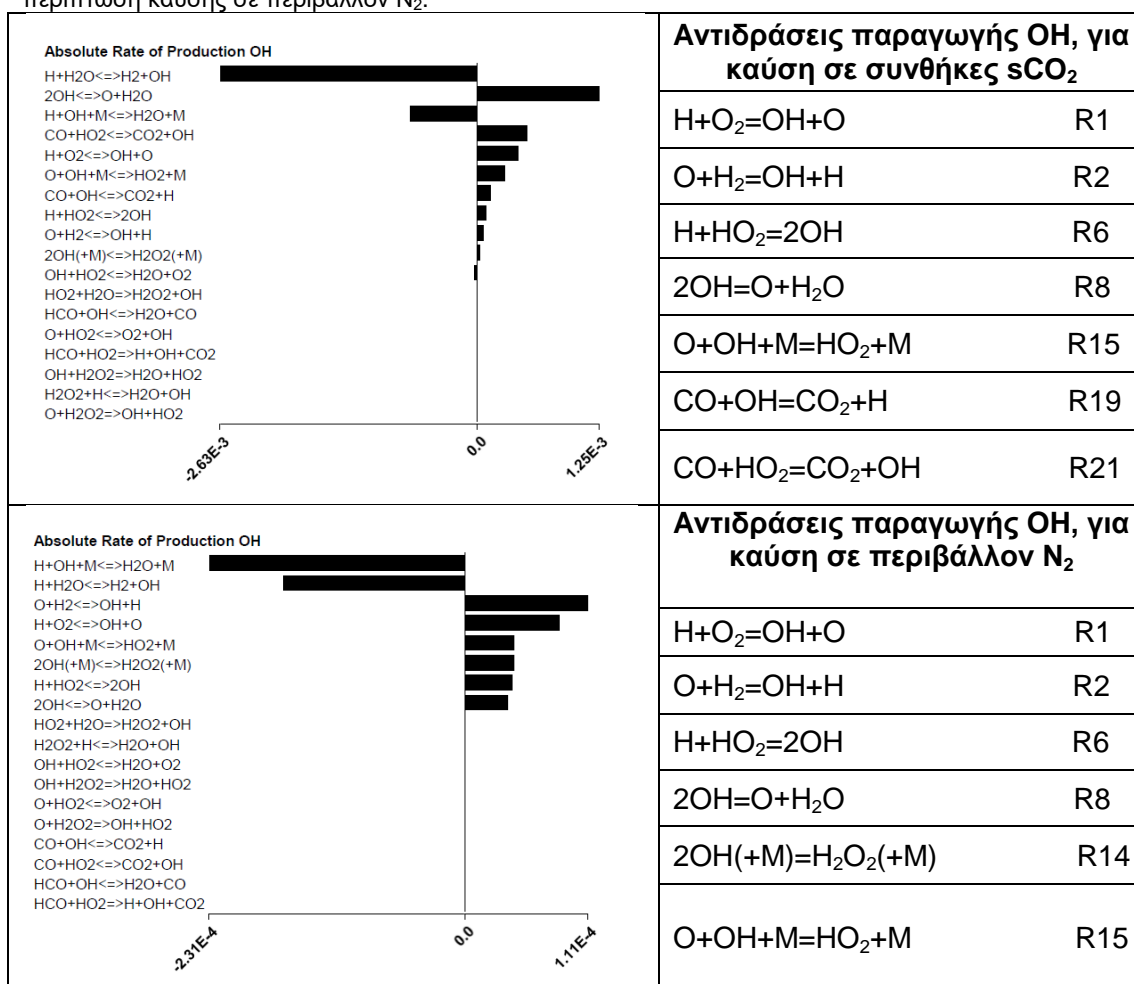 περίπτωση καύσης σε περιβάλλον N₂.
Absolute Rate of Production OH
H+H2O<=>H2+OH
2OH<=>O+H2O
H+OH+M<=>H2O+M
CO+HO2<=>CO2+OH
H+O2<=>OH+O
O+OH+M<=>HO2+M
CO+OH<=>CO2+H
H+HO2<=>2OH
O+H2<=>OH+H
2OH(+M)<=>H2O2(+M)
OH+HO2<=>H2O+O2
HO2+H2O=>H2O2+OH
HCO+OH<=>H2O+CO
O+HO2<=>O2+OH
HCO+HO2=>H+OH+CO2
OH+H2O2=>H2O+HO2
H2O2+H<=>H2O+OH
O+H2O2=>OH+HO2
-2.63E-3
0.0
1.25E-3
Αντιδράσεις παραγωγής ΟΗ, για
καύση σε συνθήκες sCO₂
H+O₂=OH+O R1
O+H₂=OH+H R2
H+HO₂=2OH R6
2OH=O+H₂O R8
O+OH+M=HO₂+M R15
CO+OH=CO₂+H R19
CO+HO₂=CO₂+OH R21
Absolute Rate of Production OH
H+OH+M<=>H2O+M
H+H2O<=>H2+OH
O+H2<=>OH+H
H+O2<=>OH+O
O+OH+M<=>HO2+M
2OH(+M)<=>H2O2(+M)
H+HO2<=>2OH
2OH<=>O+H2O
HO2+H2O=>H2O2+OH
H2O2+H<=>H2O+OH
OH+HO2<=>H2O+O2
OH+H2O2=>H2O+HO2
O+HO2<=>O2+OH
O+H2O2=>OH+HO2
CO+OH<=>CO2+H
CO+HO2<=>CO2+OH
HCO+OH<=>H2O+CO
HCO+HO2=>H+OH+CO2
-2.31E-4
0.0
1.11E-4
Αντιδράσεις παραγωγής ΟΗ, για
καύση σε περιβάλλον N₂
H+O₂=OH+O R1
O+H₂=OH+H R2
H+HO₂=2OH R6
2OH=O+H₂O R8
2OH(+M)=H₂O₂(+M) R14
O+OH+M=HO₂+M R15